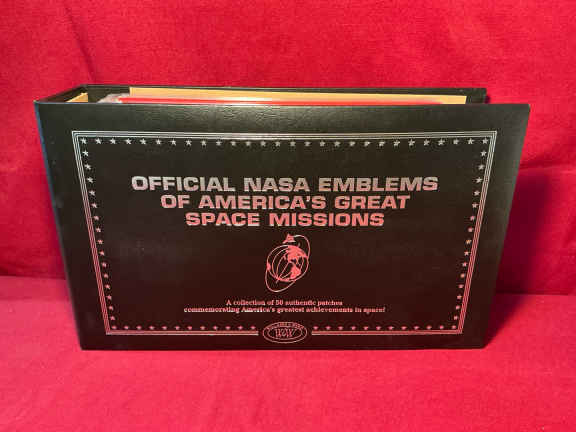 OFFICIAL NASA EMBLEMS
OF AMERICA'S GREAT
SPACE MISSIONS
A collection of 50 authentic patches
commemorating America's greatest achievements in space!
W&W